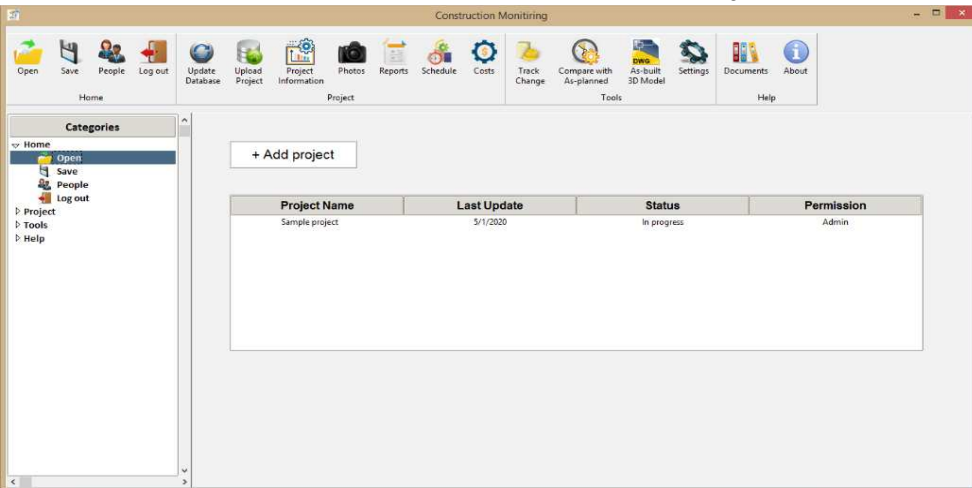 Construction Monitiring
Open Save People Log out Update Database Upload Project Project Information Photos Reports Schedule Costs Track Change Compare with As-planned As-built 3D Model Settings Documents About
Home Project Tools Help
Categories
Home
Open
Save
People
Log out
Project
Tools
Help
+ Add project
Project Name Last Update Status Permission
Sample project 5/1/2020 In progress Admin